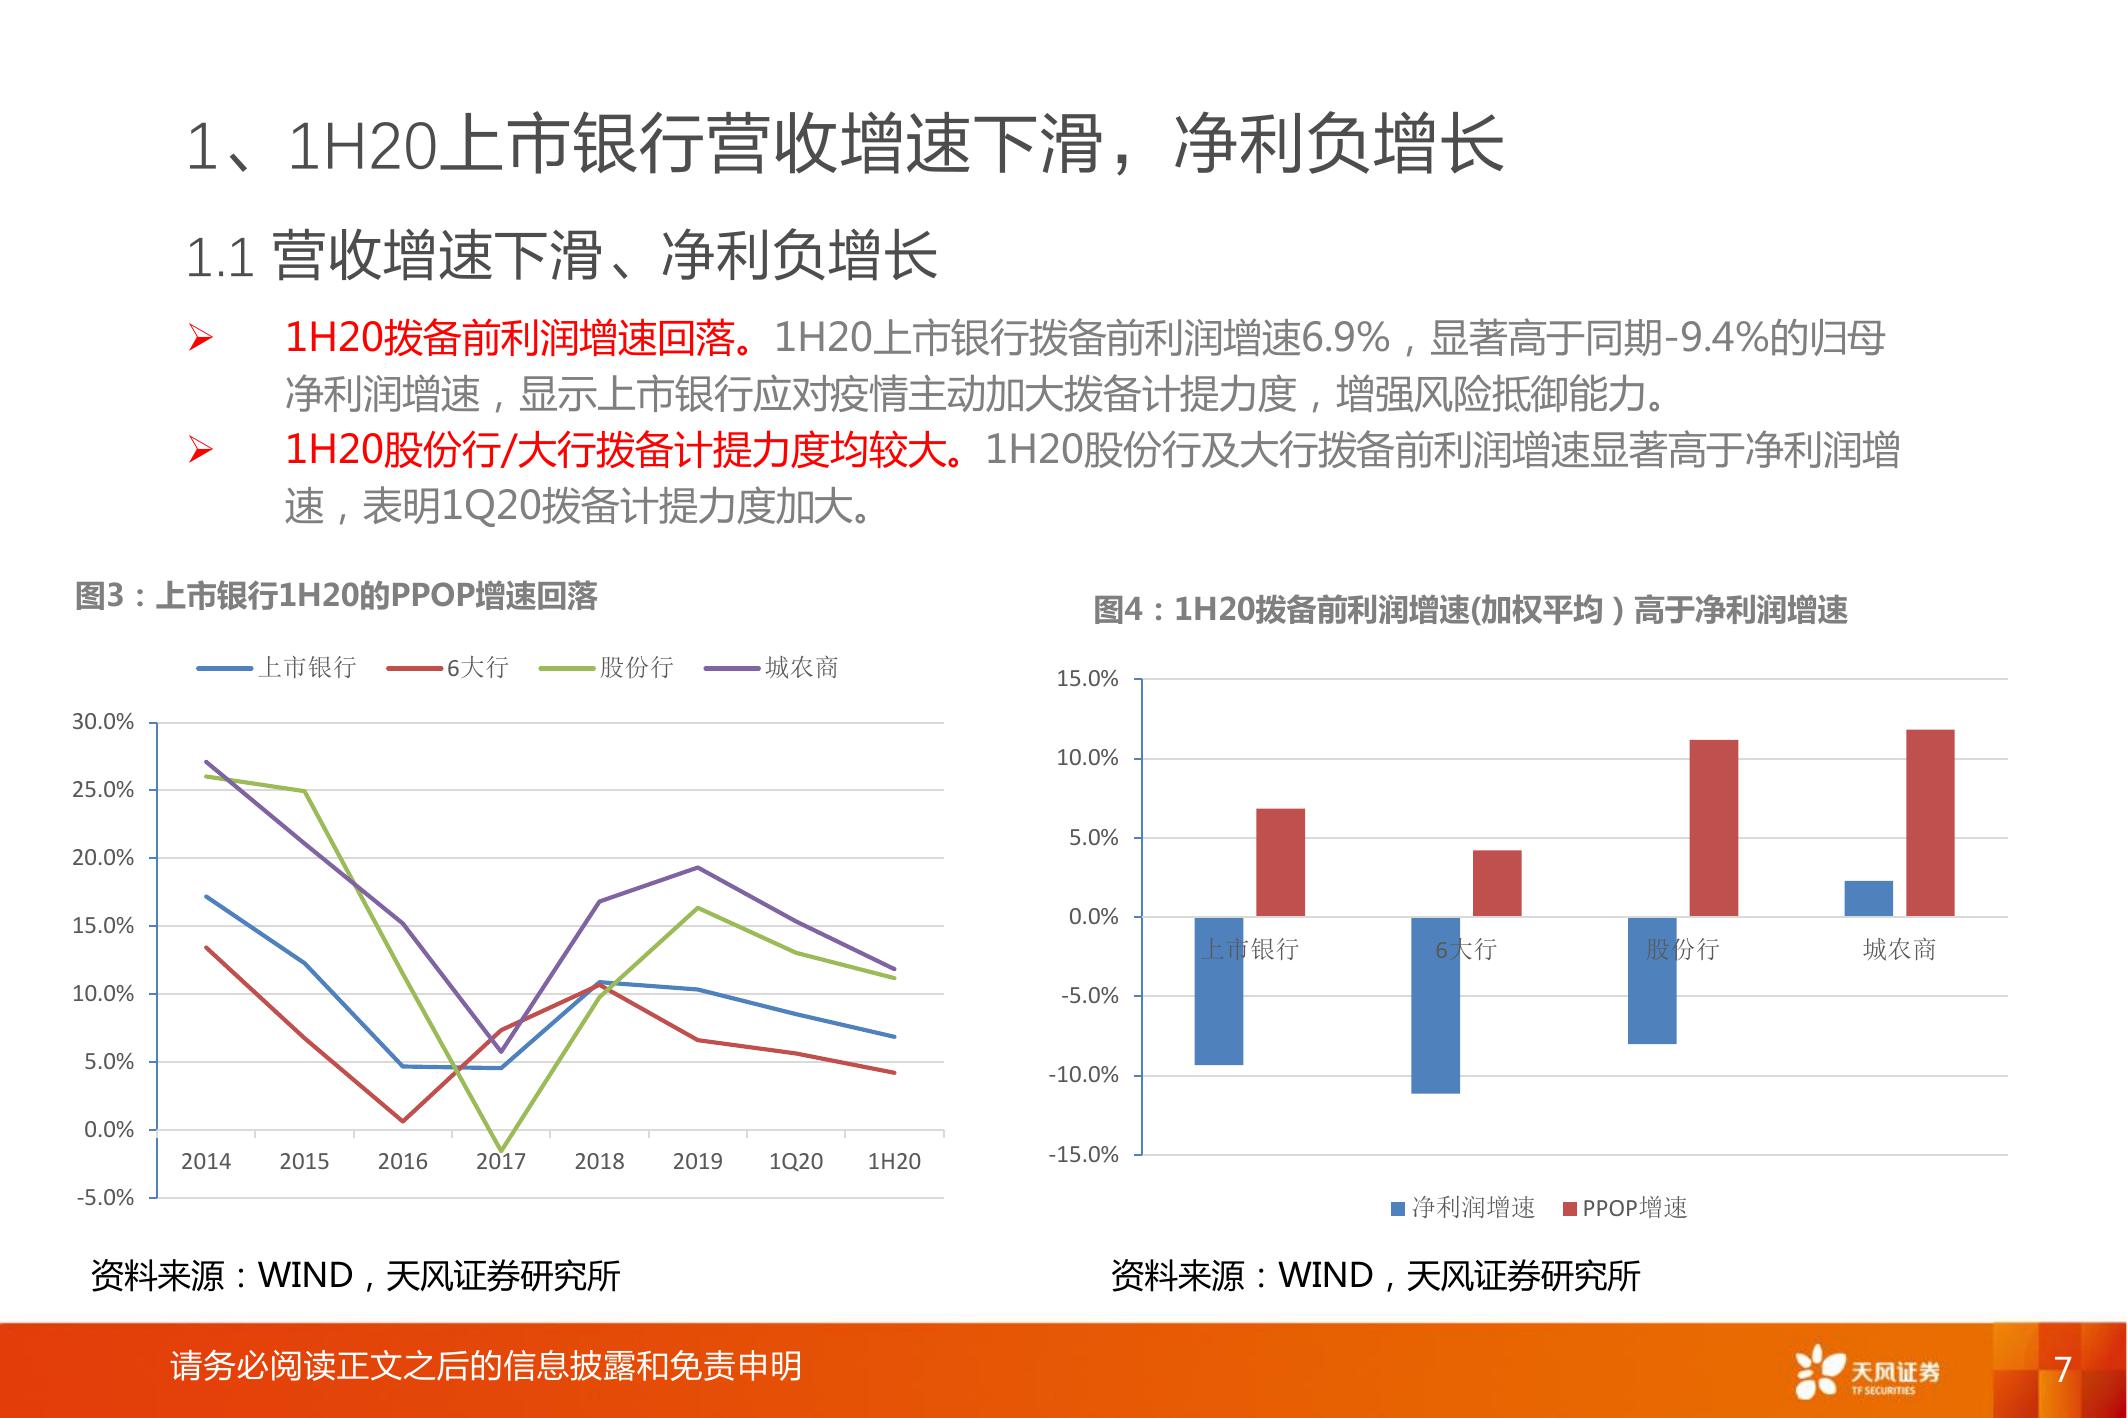 1、1H20上市银行营收增速下滑，净利负增长
1.1 营收增速下滑、净利负增长
1H20拨备前利润增速回落。1H20上市银行拨备前利润增速6.9%，显著高于同期-9.4%的归母
净利润增速，显示上市银行应对疫情主动加大拨备计提力度，增强风险抵御能力。
1H20股份行/大行拨备计提力度均较大。1H20股份行及大行拨备前利润增速显著高于净利润增
速，表明1Q20拨备计提力度加大。
图3：上市银行1H20的PPOP增速回落
上市银行 6大行 股份行 城农商
30.0%
25.0%
20.0%
15.0%
10.0%
5.0%
0.0%
-5.0%
2014 2015 2016 2017 2018 2019 1Q20 1H20
资料来源：WIND，天风证券研究所
图4：1H20拨备前利润增速(加权平均）高于净利润增速
15.0%
10.0%
5.0%
0.0%
-5.0%
-10.0%
-15.0%
上市银行 6大行 股份行 城农商
净利润增速 PPOP增速
资料来源：WIND，天风证券研究所
请务必阅读正文之后的信息披露和免责申明
天风证券
TF SECURITIES
7